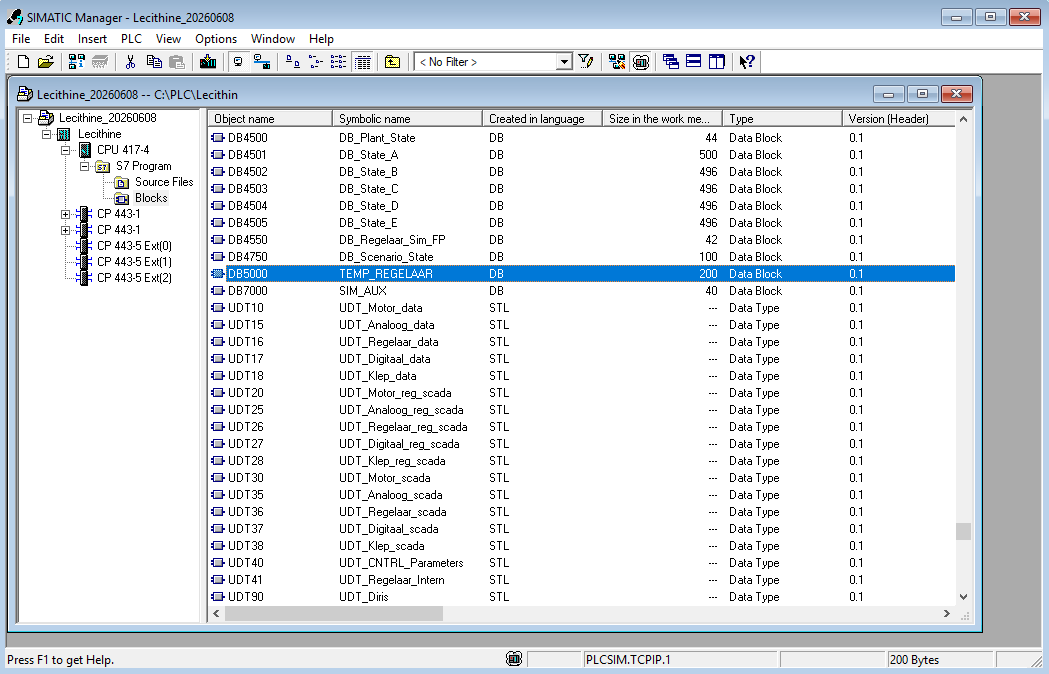 SIMATIC Manager - Lecithine_20260608
File Edit Insert PLC View Options Window Help
< No Filter >
Lecithine_20260608 -- C:\PLC\Lecithin
Lecithine_20260608
Lecithine
CPU 417-4
S7 Program
Source Files
Blocks
CP 443-1
CP 443-1
CP 443-5 Ext(0)
CP 443-5 Ext(1)
CP 443-5 Ext(2)
Object name Symbolic name Created in language Size in the work me... Type Version (Header)
DB4500 DB_Plant_State DB 44 Data Block 0.1
DB4501 DB_State_A DB 500 Data Block 0.1
DB4502 DB_State_B DB 496 Data Block 0.1
DB4503 DB_State_C DB 496 Data Block 0.1
DB4504 DB_State_D DB 496 Data Block 0.1
DB4505 DB_State_E DB 496 Data Block 0.1
DB4550 DB_Regelaar_Sim_FP DB 42 Data Block 0.1
DB4750 DB_Scenario_State DB 100 Data Block 0.1
DB5000 TEMP_REGELAAR DB 200 Data Block 0.1
DB7000 SIM_AUX DB 40 Data Block 0.1
UDT10 UDT_Motor_data STL --- Data Type 0.1
UDT15 UDT_Analoog_data STL --- Data Type 0.1
UDT16 UDT_Regelaar_data STL --- Data Type 0.1
UDT17 UDT_Digitaal_data STL --- Data Type 0.1
UDT18 UDT_Klep_data STL --- Data Type 0.1
UDT20 UDT_Motor_reg_scada STL --- Data Type 0.1
UDT25 UDT_Analoog_reg_scada STL --- Data Type 0.1
UDT26 UDT_Regelaar_reg_scada STL --- Data Type 0.1
UDT27 UDT_Digitaal_reg_scada STL --- Data Type 0.1
UDT28 UDT_Klep_reg_scada STL --- Data Type 0.1
UDT30 UDT_Motor_scada STL --- Data Type 0.1
UDT35 UDT_Analoog_scada STL --- Data Type 0.1
UDT36 UDT_Regelaar_scada STL --- Data Type 0.1
UDT37 UDT_Digitaal_scada STL --- Data Type 0.1
UDT38 UDT_Klep_scada STL --- Data Type 0.1
UDT40 UDT_CNTRL_Parameters STL --- Data Type 0.1
UDT41 UDT_Regelaar_Intern STL --- Data Type 0.1
UDT90 UDT_Diris STL --- Data Type 0.1
Press F1 to get Help. PLCSIM.TCPIP.1 200 Bytes